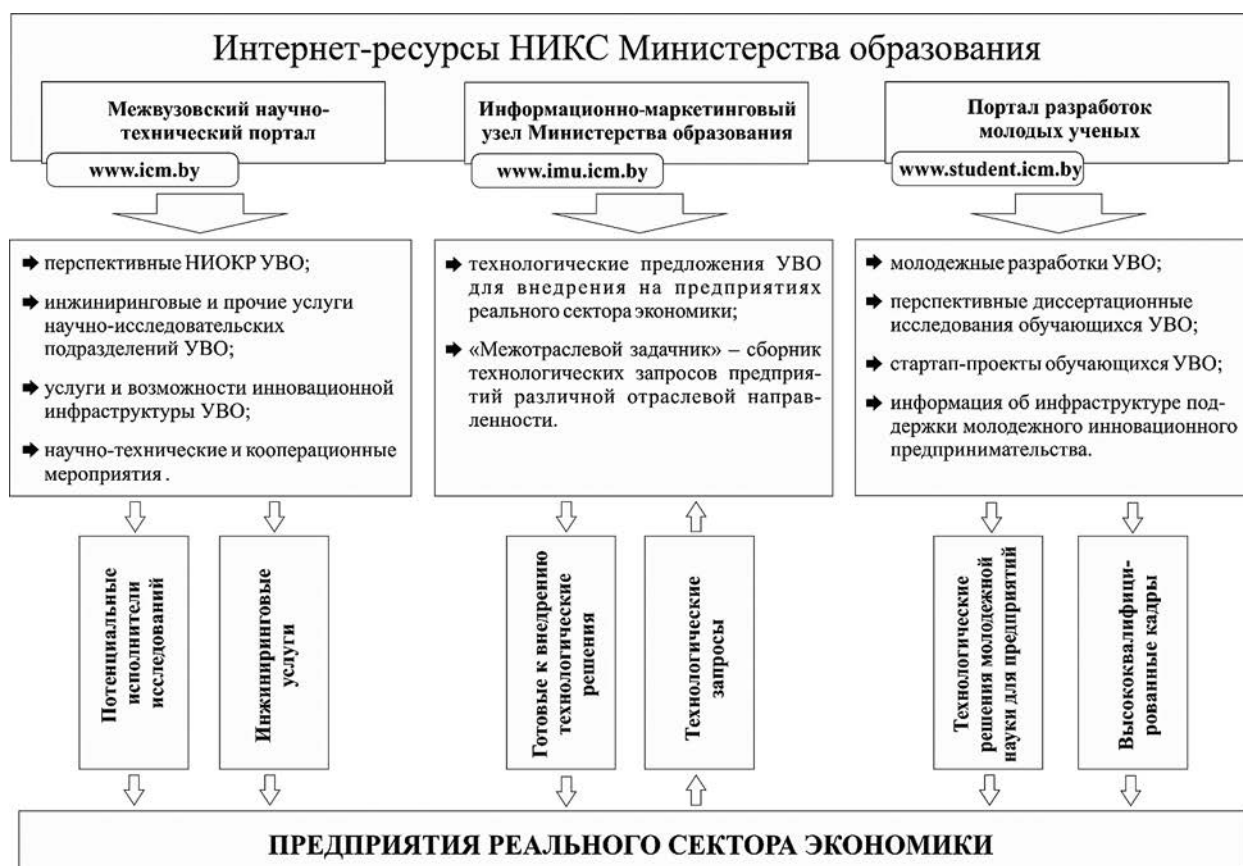 Интернет-ресурсы НИКС Министерства образования
Межвузовский научно-
технический портал
www.icm.by
Информационно-маркетинговый
узел Министерства образования
www.imu.icm.by
Портал разработок
молодых ученых
www.student.icm.by
перспективные НИОКР УВО;
инжиниринговые и прочие услуги
научно-исследовательских
подразделений УВО;
услуги и возможности инновационной
инфраструктуры УВО;
научно-технические и кооперационные
мероприятия .
технологические предложения УВО
для внедрения на предприятиях
реального сектора экономики;
«Межотраслевой задачник» – сборник
технологических запросов предприя-
тий различной отраслевой направ-
ленности.
молодежные разработки УВО;
перспективные диссертационные
исследования обучающихся УВО;
стартап-проекты обучающихся УВО;
информация об инфраструктуре под-
держки молодежного инновационного
предпринимательства.
Потенциальные
исполнители
исследований
Инжиниринговые
услуги
Готовые к внедрению
технологические
решения
Технологические
запросы
Технологические
решения молодежной
науки для предприятий
Высококвалифици-
рованные кадры
ПРЕДПРИЯТИЯ РЕАЛЬНОГО СЕКТОРА ЭКОНОМИКИ